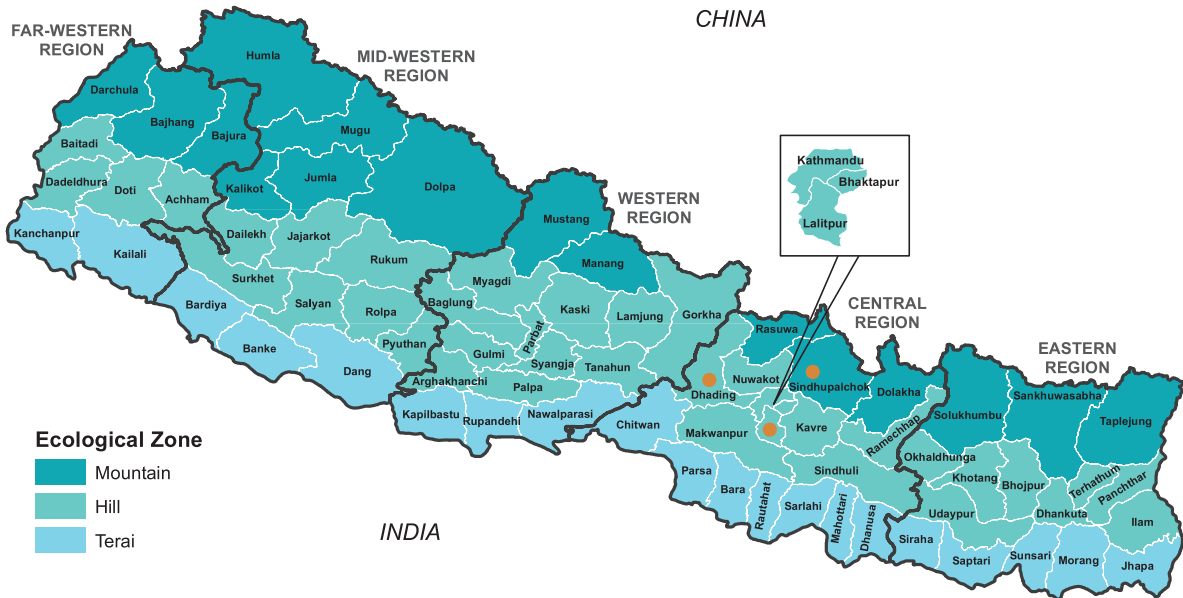 CHINA
FAR-WESTERN
REGION
MID-WESTERN
REGION
WESTERN
REGION
CENTRAL
REGION
EASTERN
REGION
Humla
Darchula
Bajhang
Bajura
Mugu
Baitadi
Dadeldhura
Doti
Achham
Kalikot
Jumla
Dolpa
Kanchanpur
Kailali
Dailekh
Jajarkot
Rukum
Surkhet
Salyan
Rolpa
Bardiya
Banke
Dang
Pyuthan
Mustang
Manang
Myagdi
Baglung
Kaski
Lamjung
Gorkha
Parbat
Gulmi
Syangja
Tanahun
Arghakhanchi
Palpa
Kapilbastu
Rupandehi
Nawalparasi
Kathmandu
Bhaktapur
Lalitpur
Rasuwa
Nuwakot
Sindhupalchok
Dhading
Dolakha
Chitwan
Makwanpur
Kavre
Ramechhap
Sindhuli
Parsa
Bara
Rautahat
Sarlahi
Mahottari
Dhanusa
Solukhumbu
Sankhuwasabha
Taplejung
Okhaldhunga
Khotang
Bhojpur
Terhathum
Panchthar
Udaypur
Dhankuta
Ilam
Siraha
Saptari
Sunsari
Morang
Jhapa
Ecological Zone
Mountain
Hill
Terai
INDIA